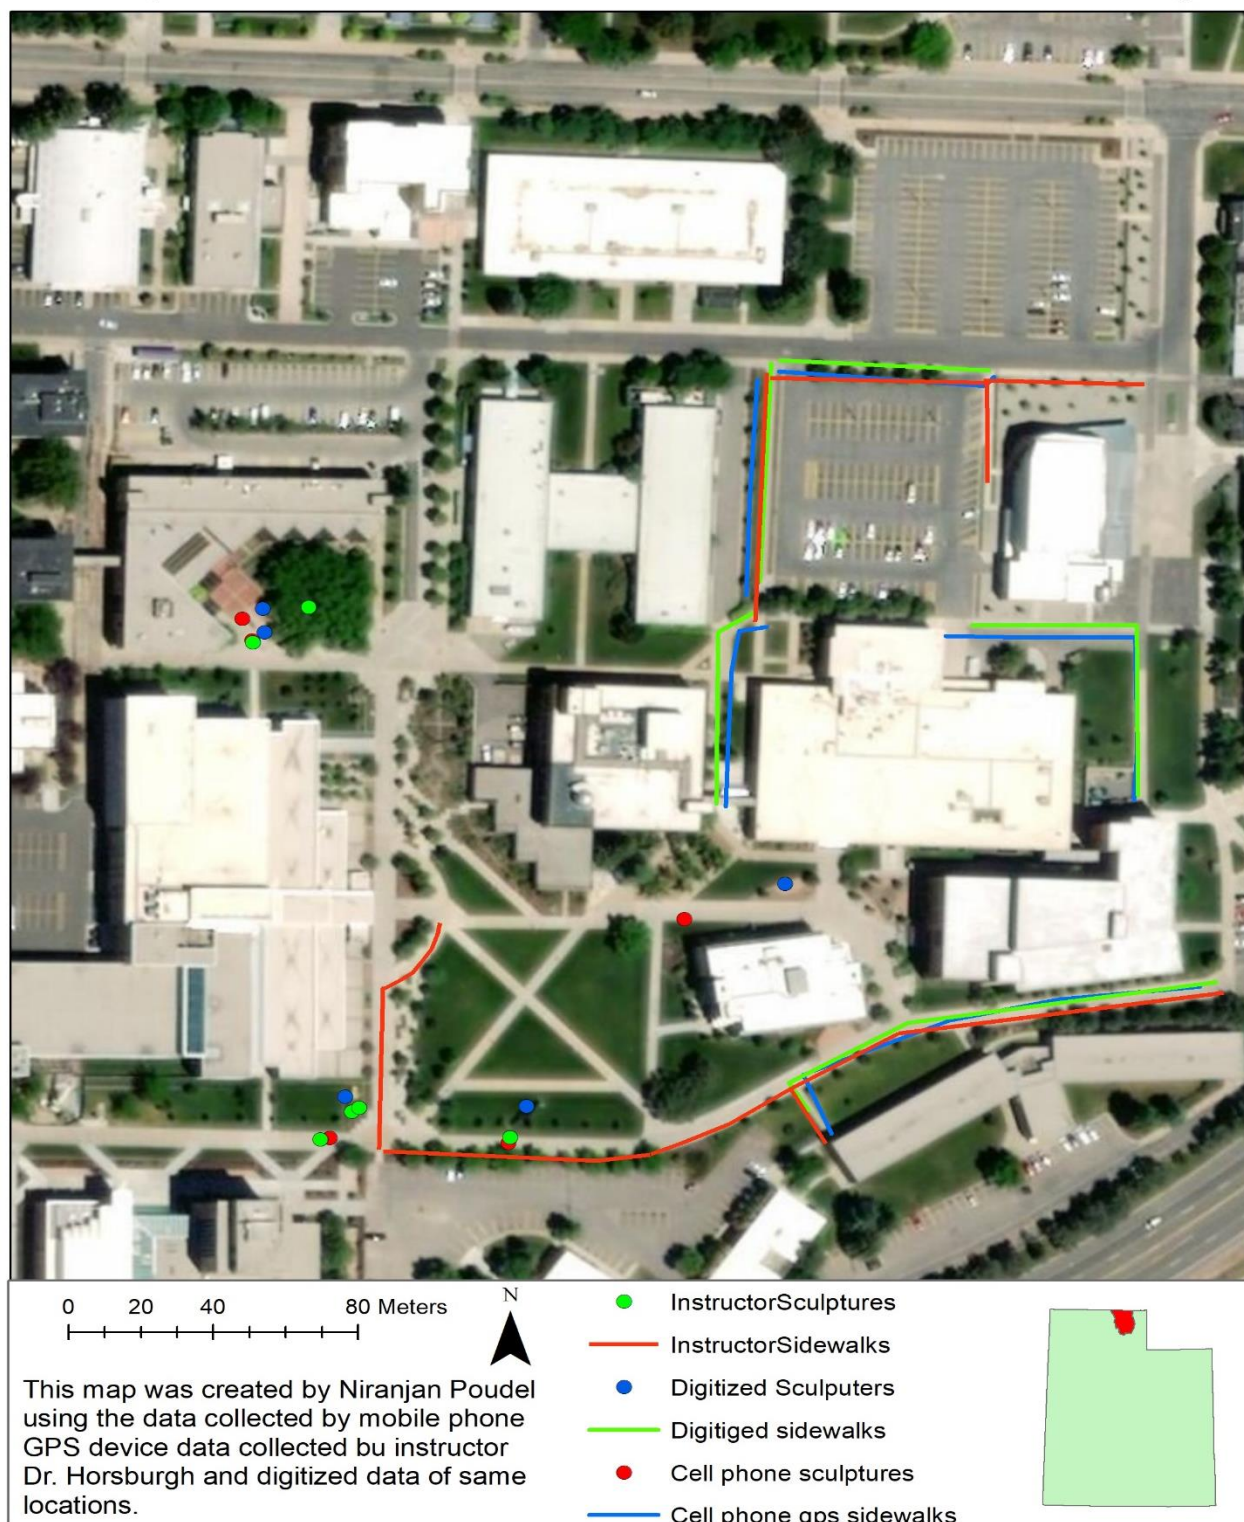 0 20 40 80 Meters
N
This map was created by Niranjan Poudel
using the data collected by mobile phone
GPS device data collected bu instructor
Dr. Horsburgh and digitized data of same
locations.
InstructorSculptures
InstructorSidewalks
Digitized Sculputers
Digitiged sidewalks
Cell phone sculptures
Cell phone gps sidewalks